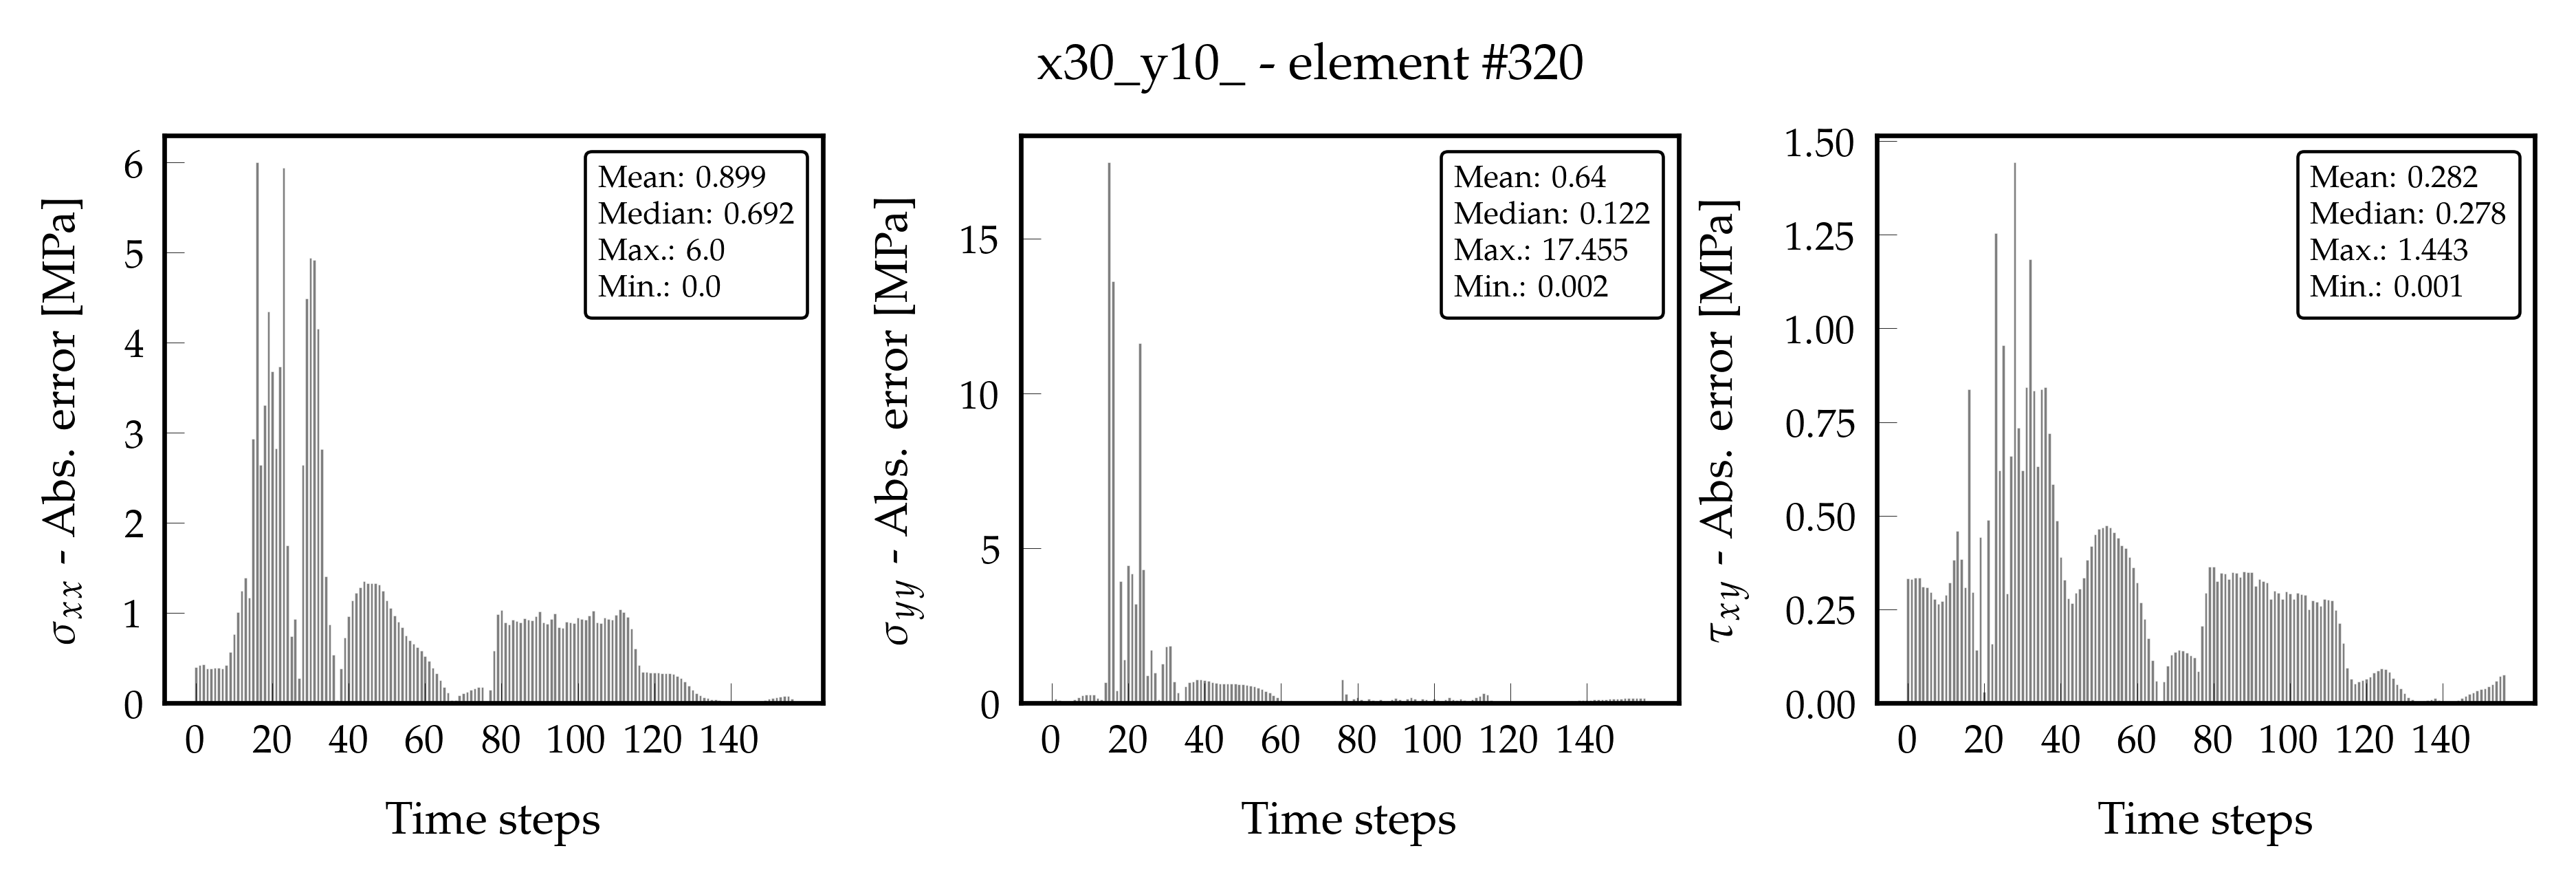 x30_y10_ - element #320
σxx - Abs. error [MPa]
6
5
4
3
2
1
0
0 20 40 60 80 100 120 140
Time steps
Mean: 0.899
Median: 0.692
Max.: 6.0
Min.: 0.0
σyy - Abs. error [MPa]
15
10
5
0
0 20 40 60 80 100 120 140
Time steps
Mean: 0.64
Median: 0.122
Max.: 17.455
Min.: 0.002
τxy - Abs. error [MPa]
1.50
1.25
1.00
0.75
0.50
0.25
0.00
0 20 40 60 80 100 120 140
Time steps
Mean: 0.282
Median: 0.278
Max.: 1.443
Min.: 0.001